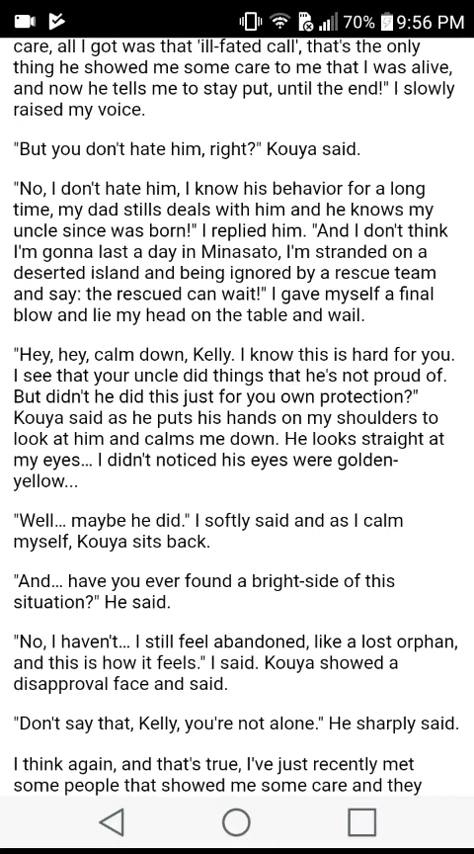 70% 9:56 PM
care, all I got was that 'ill-fated call', that's the only
thing he showed me some care to me that I was alive,
and now he tells me to stay put, until the end!" I slowly
raised my voice.
"But you don't hate him, right?" Kouya said.
"No, I don't hate him, I know his behavior for a long
time, my dad stills deals with him and he knows my
uncle since was born!" I replied him. "And I don't think
I'm gonna last a day in Minasato, I'm stranded on a
deserted island and being ignored by a rescue team
and say: the rescued can wait!" I gave myself a final
blow and lie my head on the table and wail.
"Hey, hey, calm down, Kelly. I know this is hard for you.
I see that your uncle did things that he's not proud of.
But didn't he did this just for you own protection?"
Kouya said as he puts his hands on my shoulders to
look at him and calms me down. He looks straight at
my eyes... I didn't noticed his eyes were golden-
yellow...
"Well... maybe he did." I softly said and as I calm
myself, Kouya sits back.
"And... have you ever found a bright-side of this
situation?" He said.
"No, I haven't... I still feel abandoned, like a lost orphan,
and this is how it feels." I said. Kouya showed a
disapproval face and said.
"Don't say that, Kelly, you're not alone." He sharply said.
I think again, and that's true, I've just recently met
some people that showed me some care and they